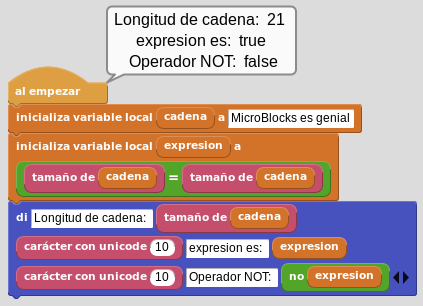 Longitud de cadena: 21
expresion es: true
Operador NOT: false
al empezar
inicializa variable local cadena a MicroBlocks es genial
inicializa variable local expresion a
tamaño de cadena = tamaño de cadena
di Longitud de cadena: tamaño de cadena
carácter con unicode 10 expresion es: expresion
carácter con unicode 10 Operador NOT: no expresion